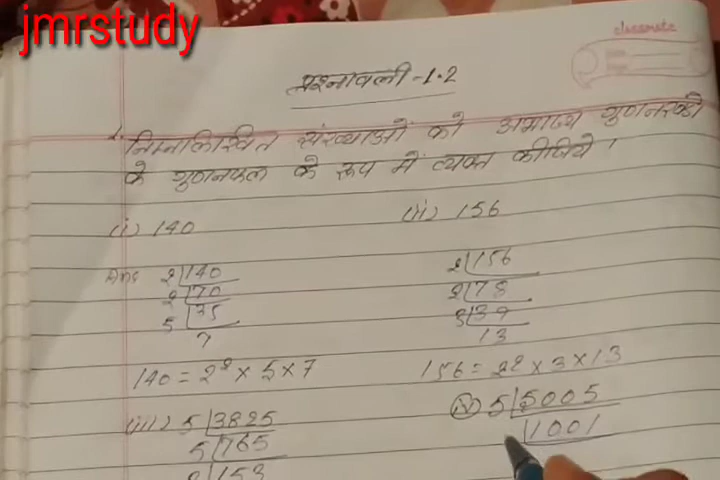 jmrstudy
classmate
प्रश्नावली - 1.2
1. निम्नलिखित संख्याओं को अभाज्य गुणनखंडो
के गुणनफल के रूप में व्यक्त कीजिये ।
(i) 140
(ii) 156
Ans 2 | 140
2 | 70
5 | 35
7
140 = 2² × 5 × 7
2 | 156
2 | 78
3 | 39
13
156 = 2² × 3 × 13
(iii) 5 | 3825
5 | 765
153
(iv) 5 | 5005
1001